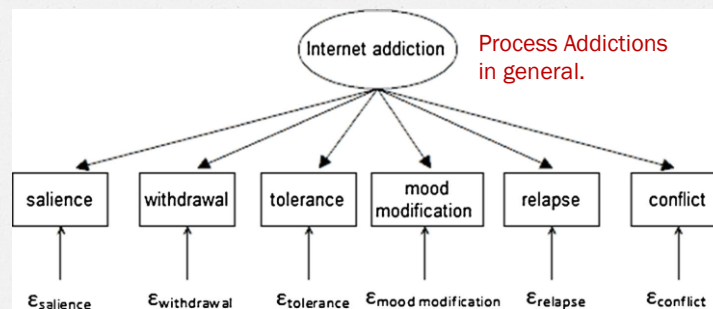 Internet addiction
Process Addictions
in general.
salience
withdrawal
tolerance
mood
modification
relapse
conflict
εsalience
εwithdrawal
εtolerance
εmood modification
εrelapse
εconflict